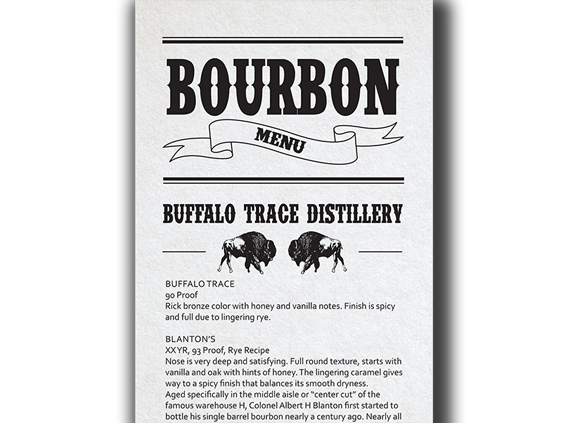 BOURBON
MENU
BUFFALO TRACE DISTILLERY
BUFFALO TRACE
90 Proof
Rick bronze color with honey and vanilla notes. Finish is spicy
and full due to lingering rye.
BLANTON'S
XXYR, 93 Proof, Rye Recipe
Nose is very deep and satisfying. Full round texture, starts with
vanilla and oak with hints of honey. The lingering caramel gives
way to a spicy finish that balances its smooth dryness.
Aged specifically in the middle aisle or "center cut" of the
famous warehouse H, Colonel Albert H Blanton first started to
bottle his single barrel bourbon nearly a century ago. Nearly all